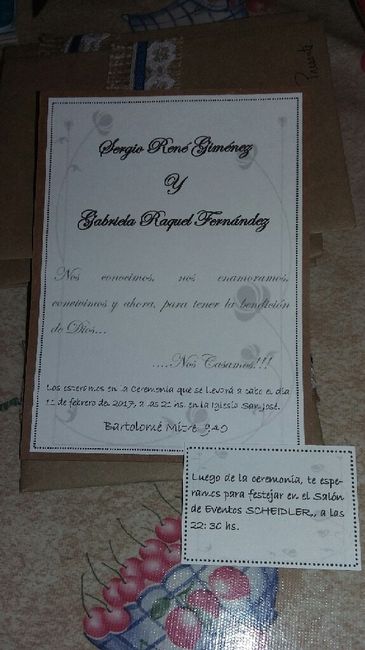 Sergio René Giménez
Y
Gabriela Raquel Fernández
Nos conocimos, nos enamoramos,
convivimos y ahora, para tener la bendición
de Dios...
....Nos Casamos!!!
Los esperamos en la Ceremonia que se llevará a cabo el día
de febrero de 2017, a las 21 hs. en la Iglesia San José.
Bartolomé Mitre 940
Luego de la ceremonia, te espe-
ramos para festejar en el Salón
de Eventos SCHEIDLER,, a las
22:30 hs.